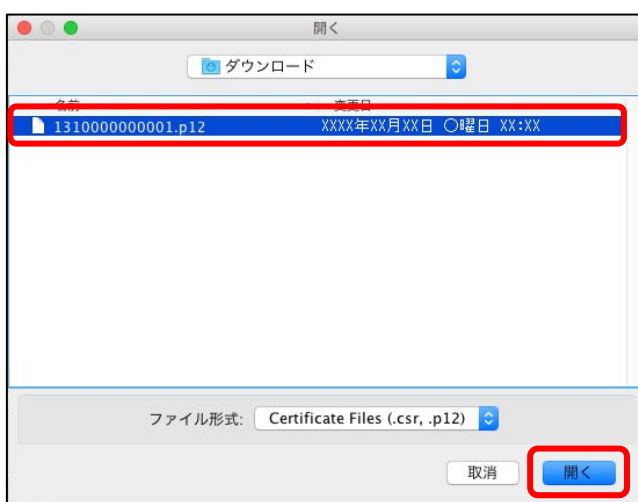 開く
ダウンロード
名前 変更日
1310000000001.p12 XXXX年XX月XX日 〇曜日 XX:XX
ファイル形式: Certificate Files (.csr, .p12)
取消 開く